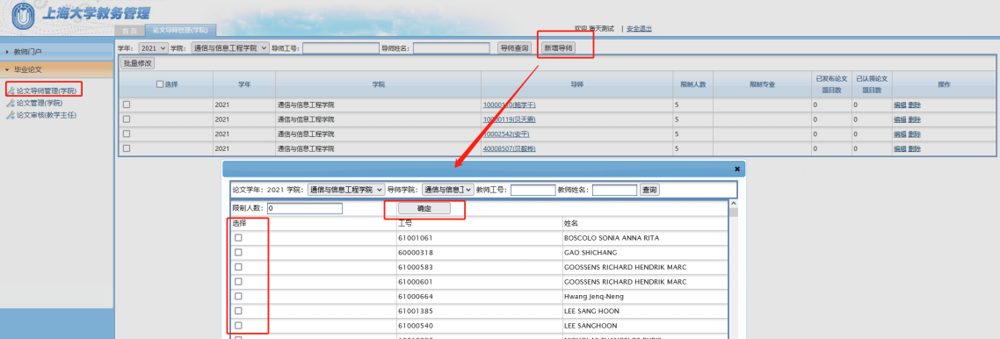 上海大学教务管理
首页 论文导师管理(学院) 欢迎 海天测试 | 安全退出
教师门户
毕业论文
论文导师管理(学院)
论文管理(学院)
论文审核(教学主任)
学年: 2021 学院: 通信与信息工程学院 导师工号: 导师姓名: 导师查询 新增导师
批量修改
选择 学年 学院 导师 限制人数 限制专业 已发布论文题目数 已认领论文题目数 操作
2021 通信与信息工程学院 5 0 0 编辑 删除
2021 通信与信息工程学院 5 0 0 编辑 删除
2021 通信与信息工程学院 10002542(安平) 5 0 0 编辑 删除
2021 通信与信息工程学院 5 0 0 编辑 删除
论文学年: 2021 学院: 通信与信息工程学院 导师学院: 通信与信息工 教师工号: 教师姓名: 查询
限制人数: 0 确定
选择 工号 姓名
61001061 BOSCOLO SONIA ANNA RITA
60000318 GAO SHICHANG
61000583 GOOSSENS RICHARD HENDRIK MARC
61000601 GOOSSENS RICHARD HENDRIK MARC
61000664 Hwang Jenq-Neng
61001385 LEE SANG HOON
61000540 LEE SANGHOON